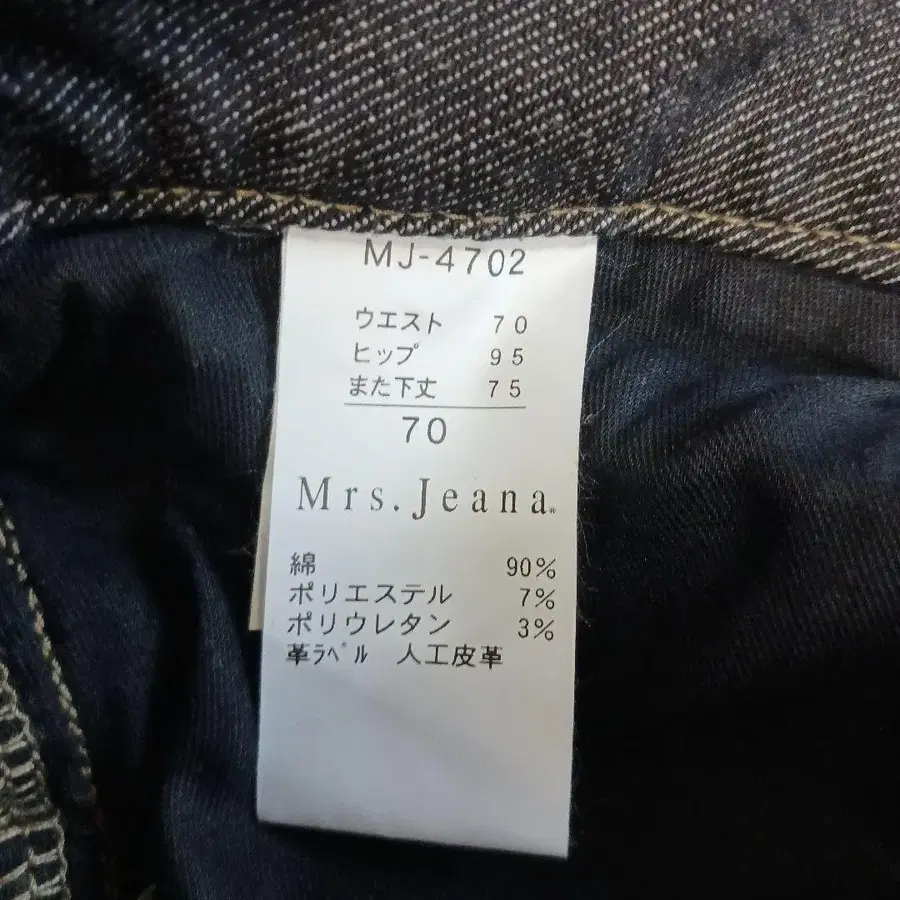 MJ-4702
ウエスト 70
ヒップ 95
また下丈 75
70
Mrs.Jeana®
綿 90%
ポリエステル 7%
ポリウレタン 3%
革ラベル 人工皮革